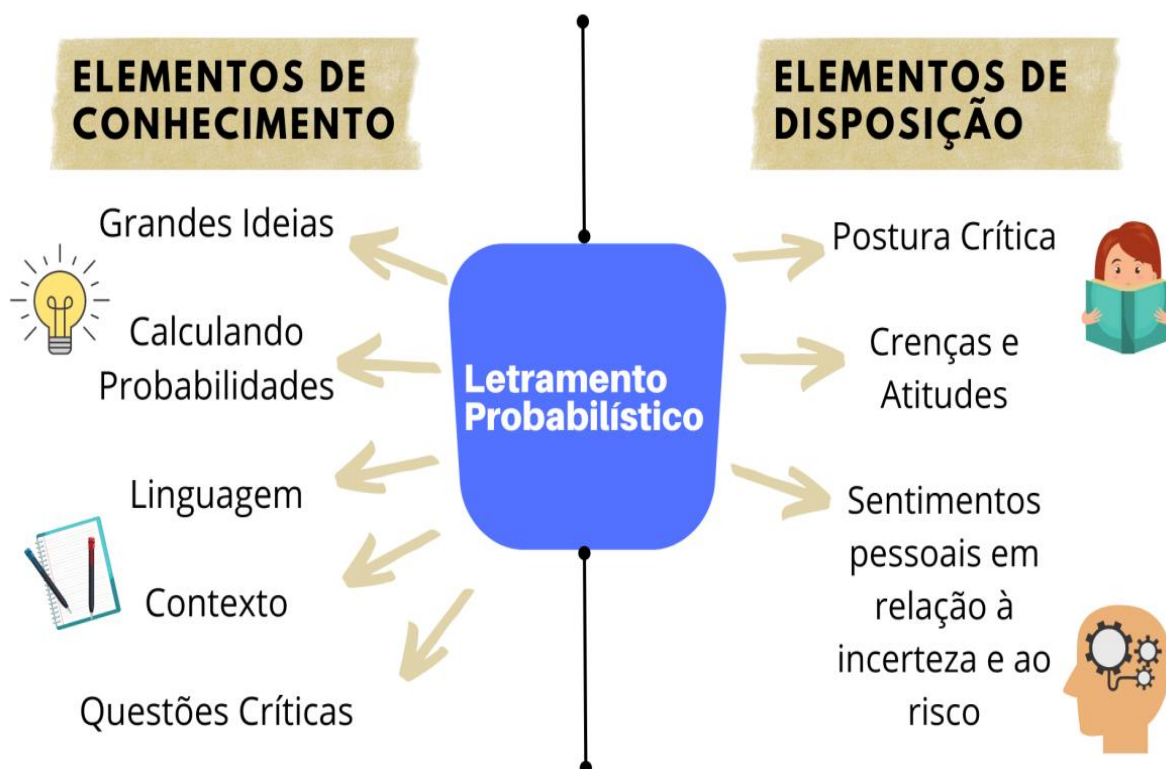 ELEMENTOS DE
CONHECIMENTO
Grandes Ideias
Calculando
Probabilidades
Linguagem
Contexto
Questões Críticas
Letramento
Probabilístico
ELEMENTOS DE
DISPOSIÇÃO
Postura Crítica
Crenças e
Atitudes
Sentimentos
pessoais em
relação à
incerteza e ao
risco